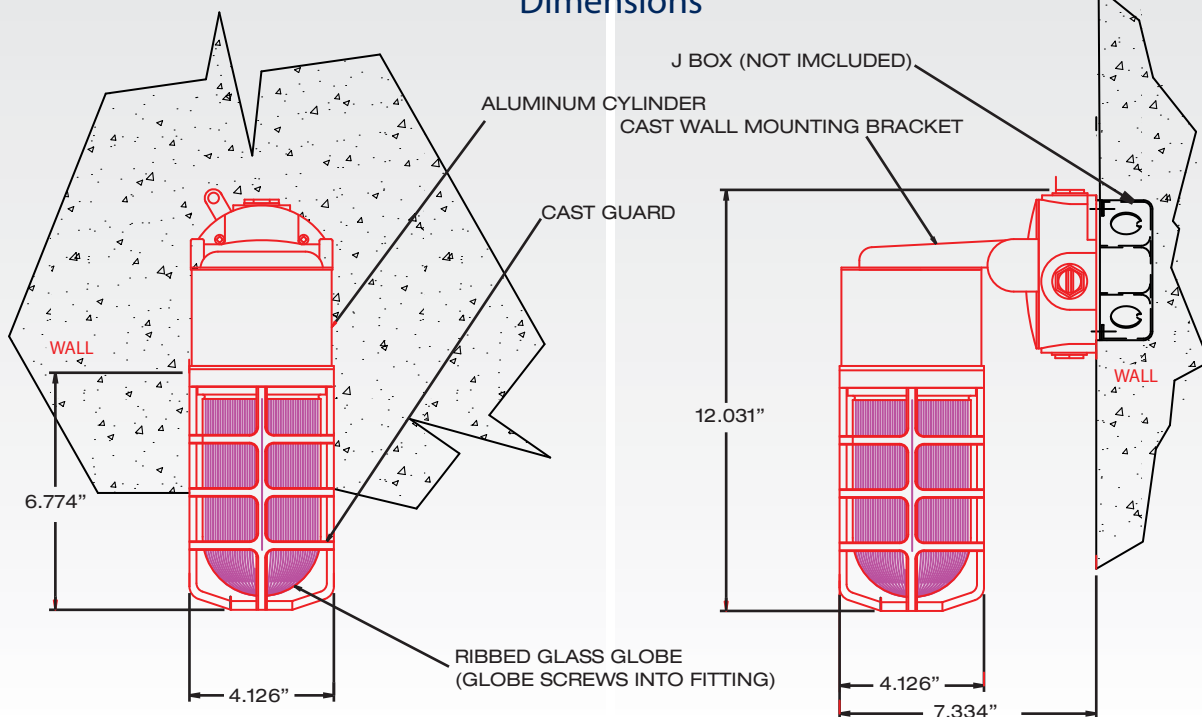 Dimensions
J BOX (NOT IMCLUDED)
ALUMINUM CYLINDER
CAST WALL MOUNTING BRACKET
CAST GUARD
WALL
WALL
12.031”
6.774”
RIBBED GLASS GLOBE
(GLOBE SCREWS INTO FITTING)
4.126”
4.126”
7.334”